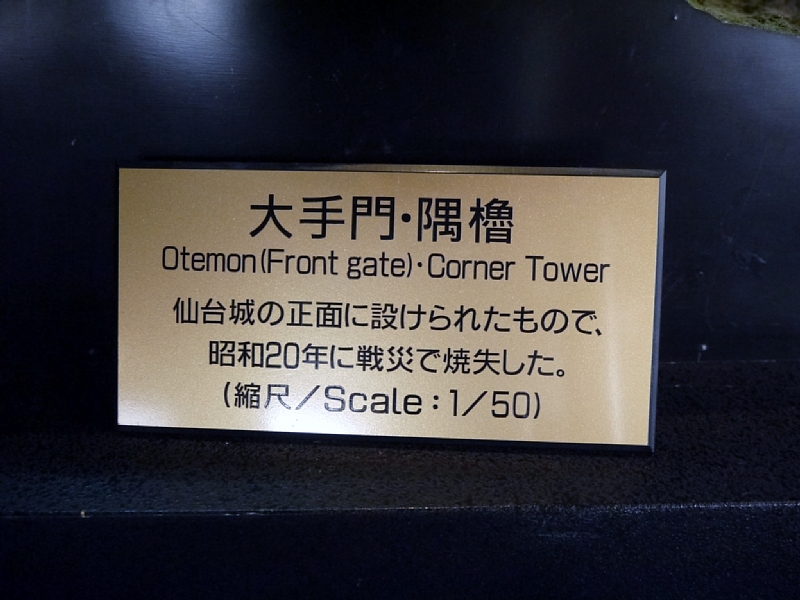 大手門・隅櫓
Otemon(Front gate)・Corner Tower
仙台城の正面に設けられたもので、
昭和20年に戦災で焼失した。
(縮尺/Scale:1/50)